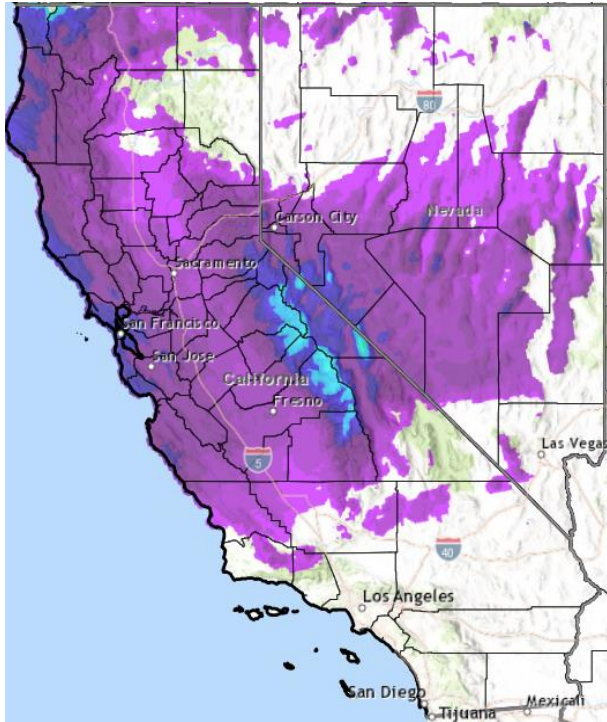 80
Carson City
Nevada
Sacramento
San Francisco
San Jose
California
Fresno
5
Las Vegas
40
Los Angeles
San Diego
Mexicali
Tijuana